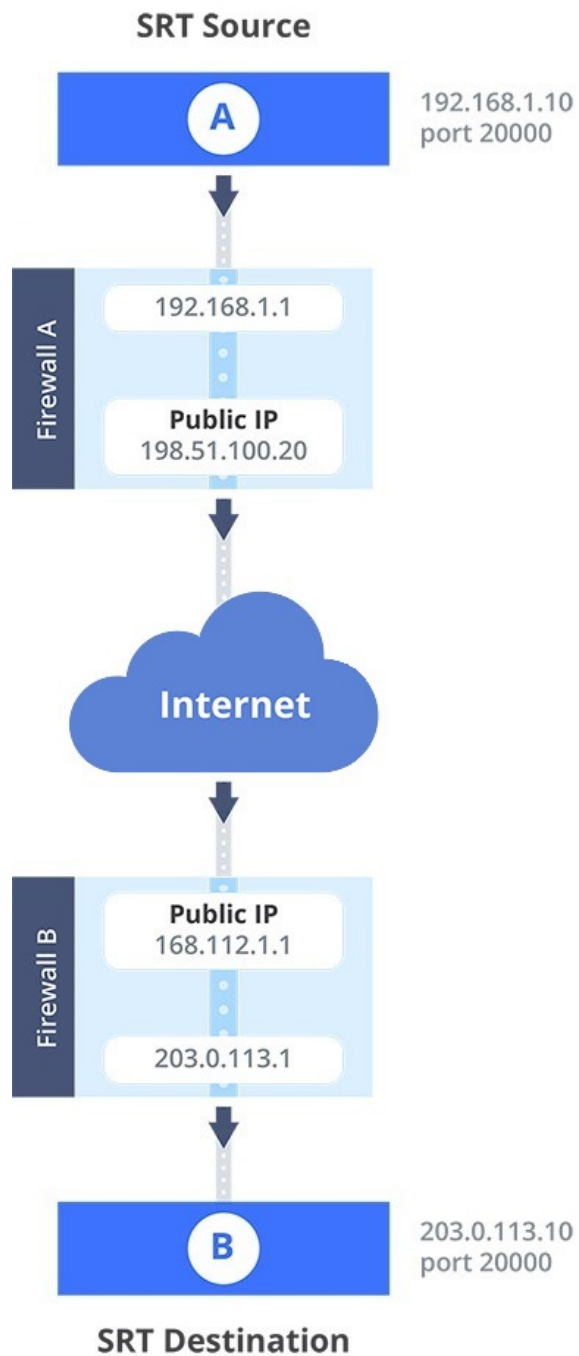 SRT Source
A
192.168.1.10
port 20000
Firewall A
192.168.1.1
Public IP
198.51.100.20
Internet
Firewall B
Public IP
168.112.1.1
203.0.113.1
B
203.0.113.10
port 20000
SRT Destination